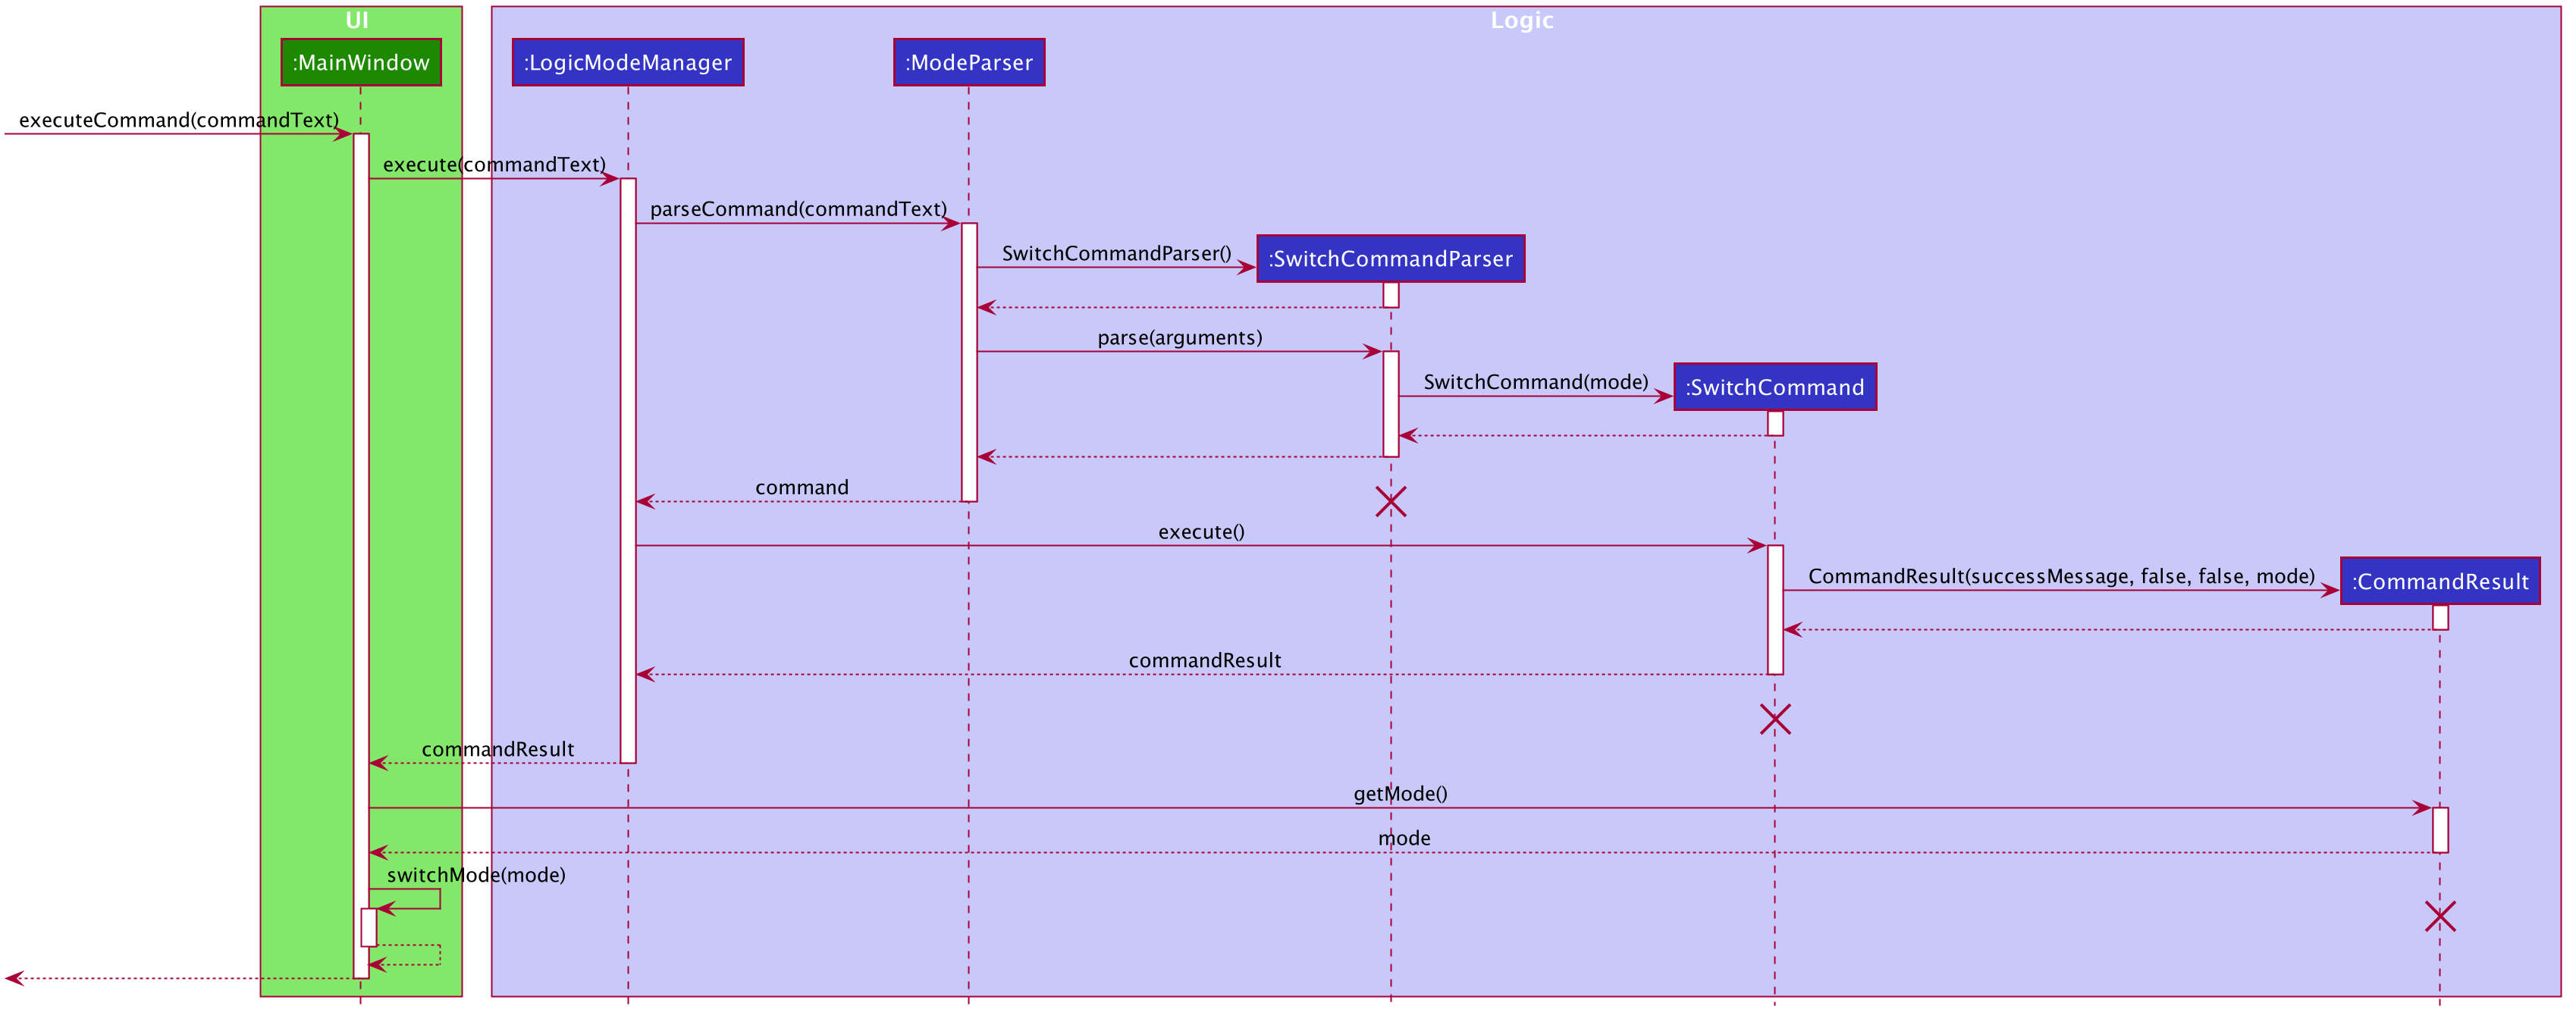 UI
Logic
:MainWindow
:LogicModeManager
:ModeParser
executeCommand(commandText)
execute(commandText)
parseCommand(commandText)
SwitchCommandParser()
:SwitchCommandParser
parse(arguments)
SwitchCommand(mode)
:SwitchCommand
command
execute()
CommandResult(successMessage, false, false, mode)
:CommandResult
commandResult
commandResult
getMode()
mode
switchMode(mode)